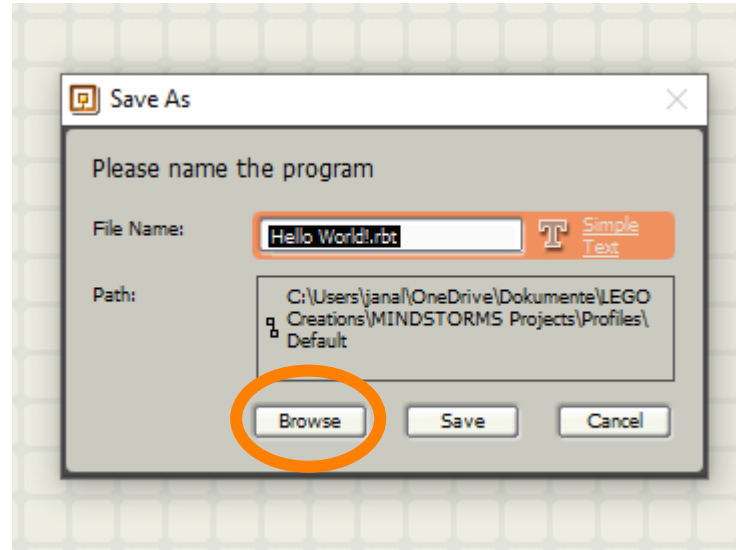 Save As
Please name the program
File Name:
Hello World!.rbt
Simple
Text
Path:
C:\Users\janal\OneDrive\Dokumente\LEGO
Creations\MINDSTORMS Projects\Profiles\
Default
Browse
Save
Cancel